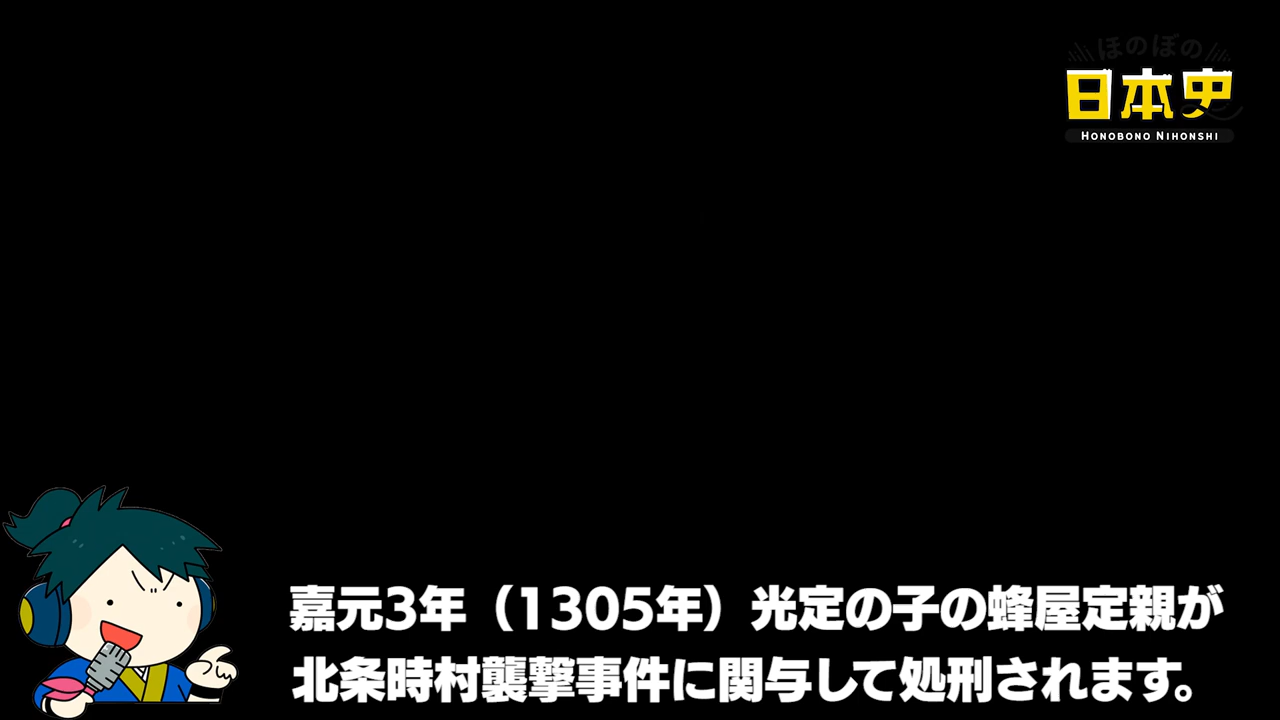 ほのぼの
日本史
HONOBONO NIHONSHI
嘉元3年（1305年）光定の子の蜂屋定親が
北条時村襲撃事件に関与して処刑されます。